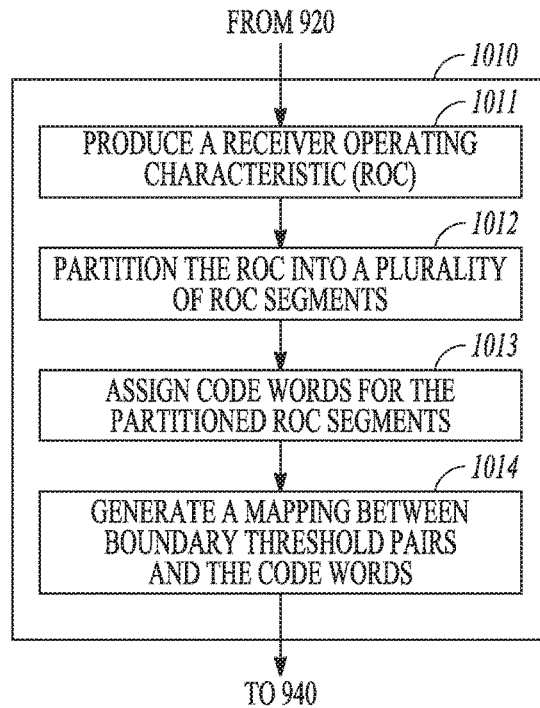 FROM 920
1010
1011
PRODUCE A RECEIVER OPERATING
CHARACTERISTIC (ROC)
1012
PARTITION THE ROC INTO A PLURALITY
OF ROC SEGMENTS
1013
ASSIGN CODE WORDS FOR THE
PARTITIONED ROC SEGMENTS
1014
GENERATE A MAPPING BETWEEN
BOUNDARY THRESHOLD PAIRS
AND THE CODE WORDS
TO 940